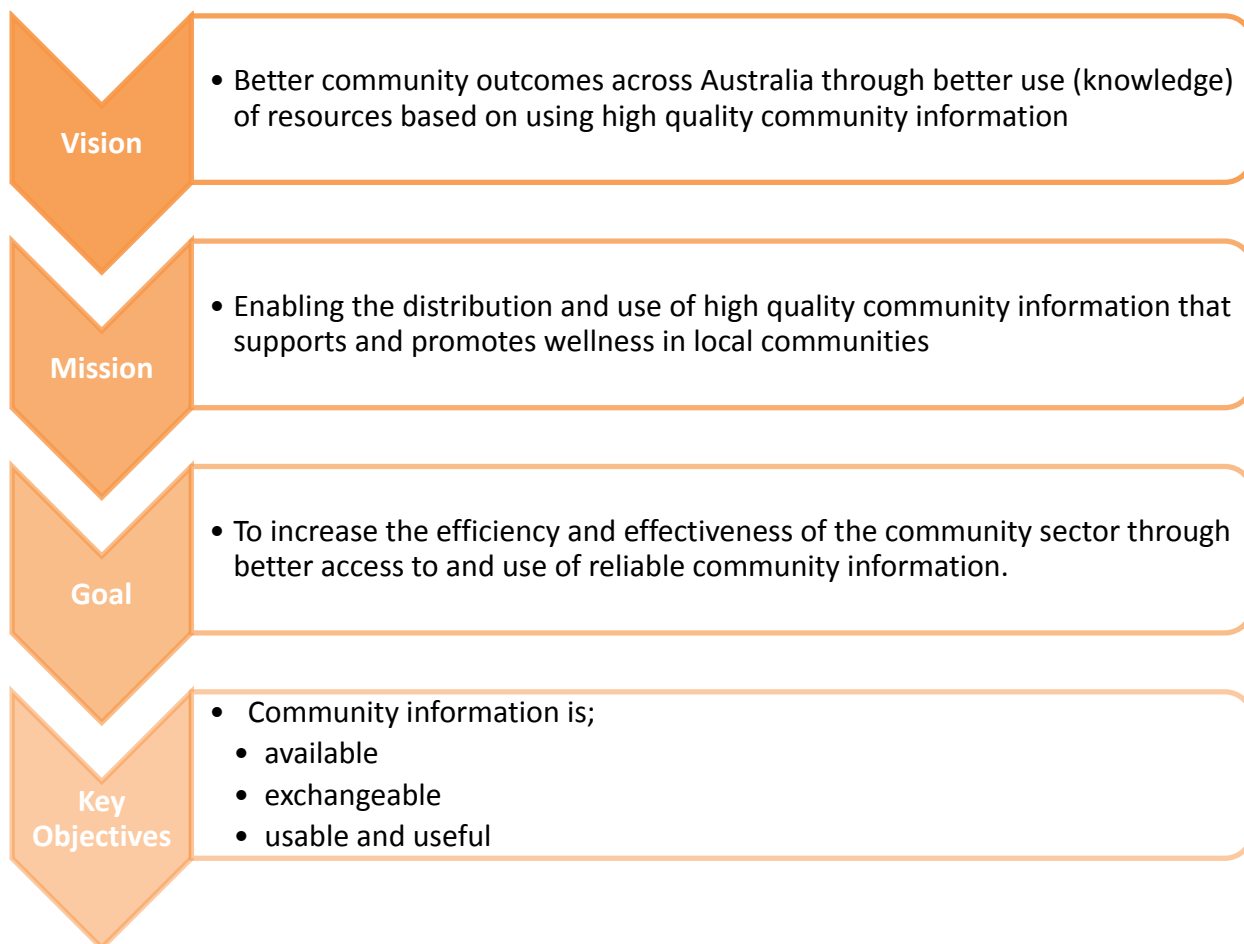 Vision
• Better community outcomes across Australia through better use (knowledge)
of resources based on using high quality community information
Mission
• Enabling the distribution and use of high quality community information that
supports and promotes wellness in local communities
Goal
• To increase the efficiency and effectiveness of the community sector through
better access to and use of reliable community information.
Key
Objectives
• Community information is;
• available
• exchangeable
• usable and useful